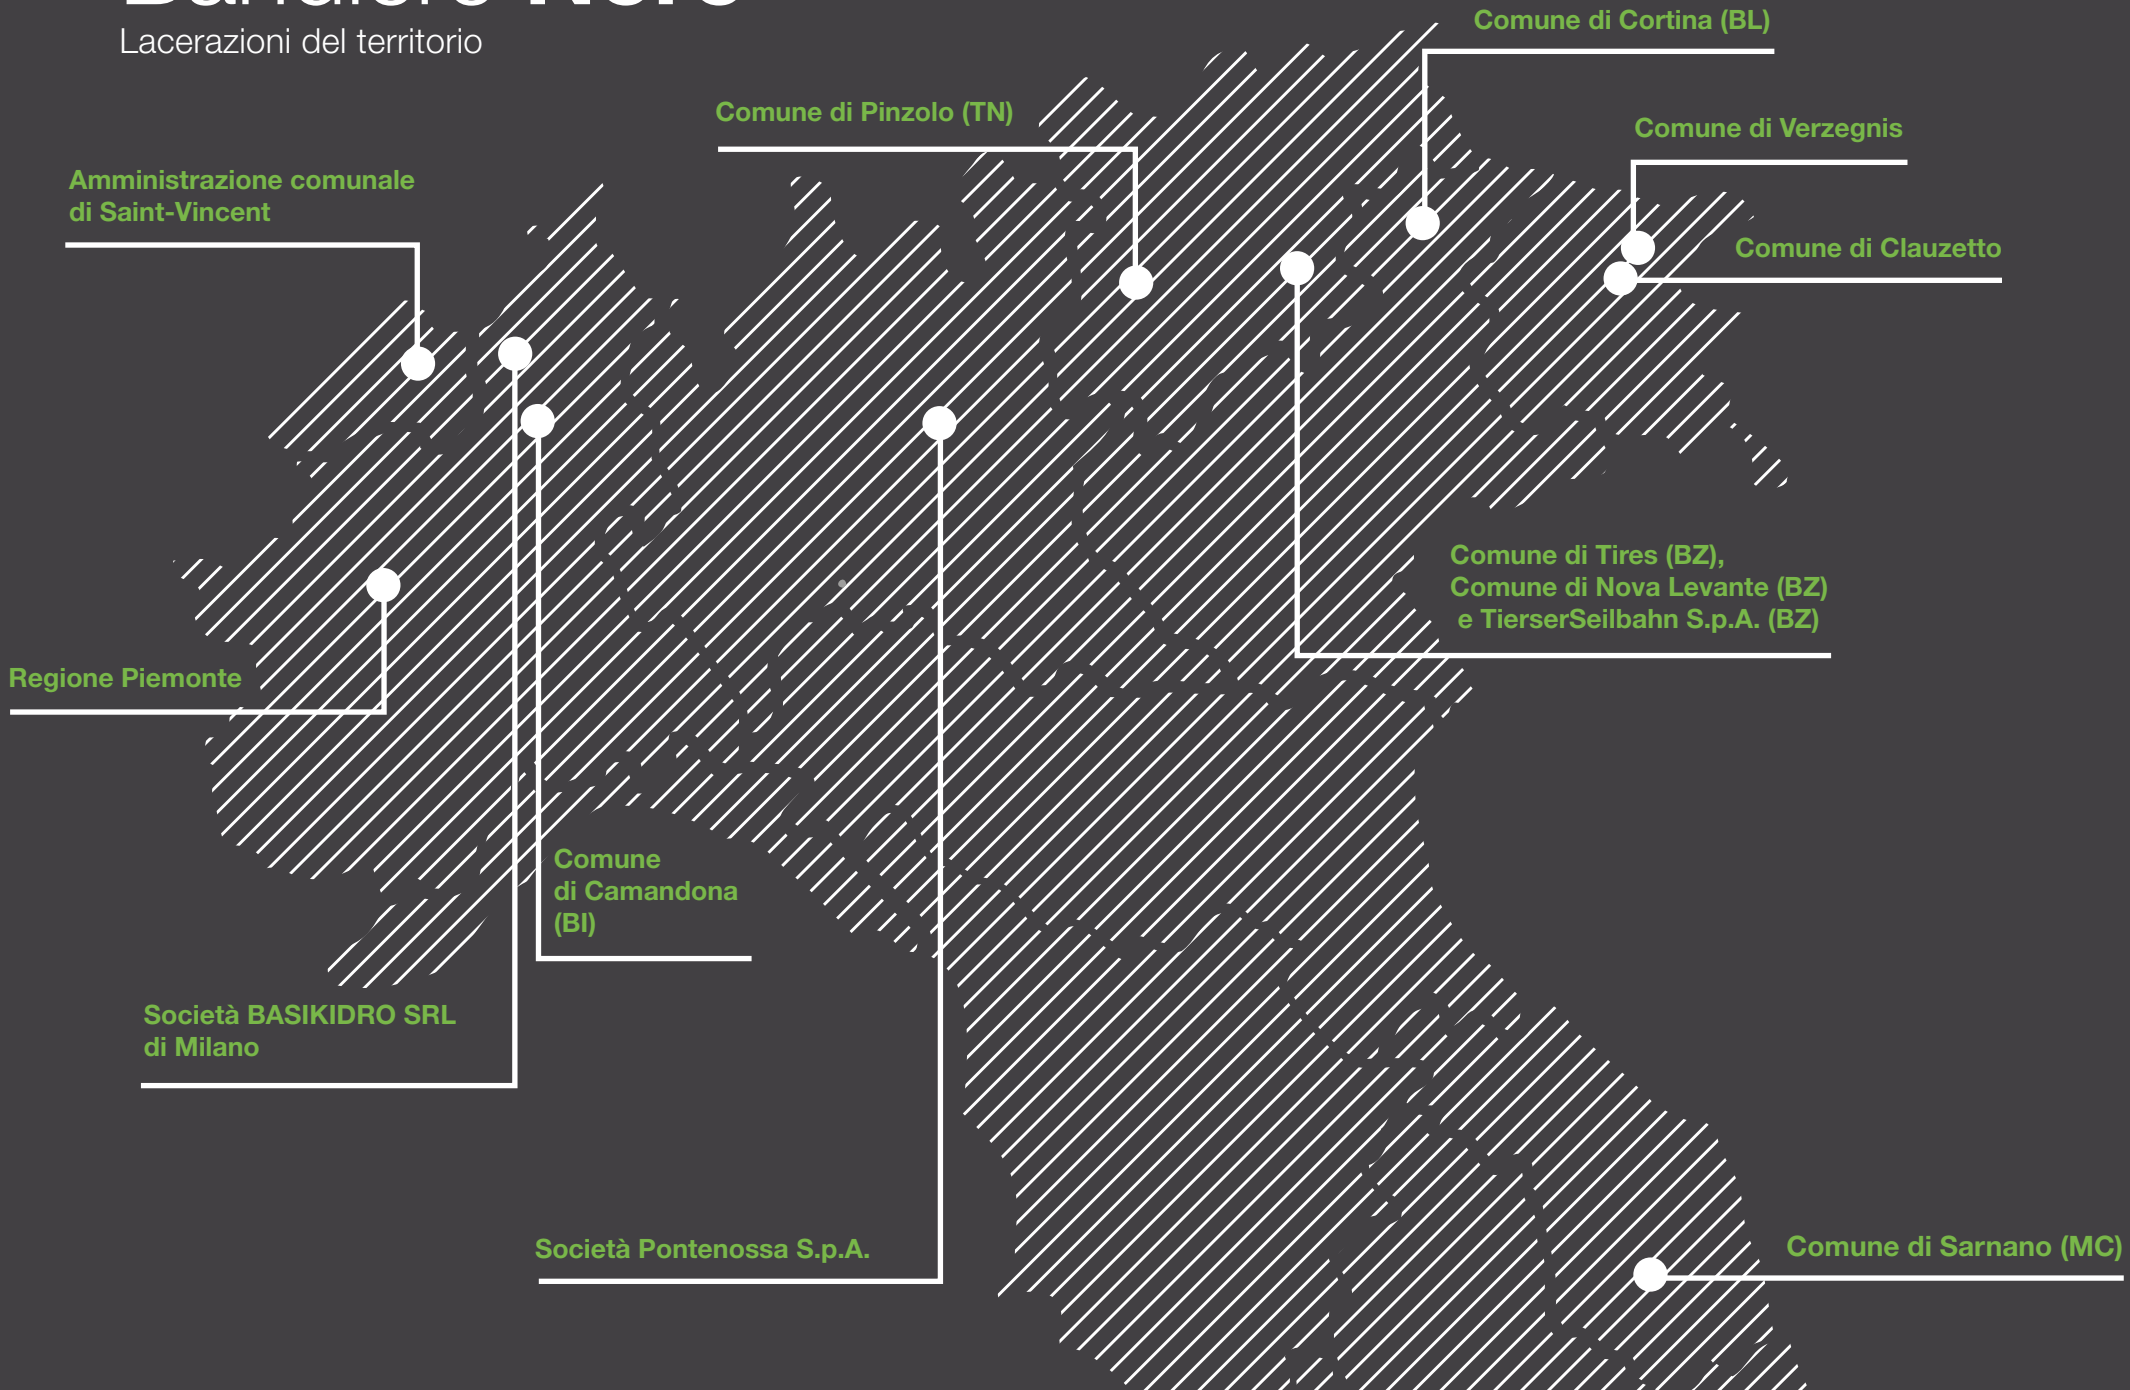 Bandiere Nere
Lacerazioni del territorio
Comune di Cortina (BL)
Comune di Pinzolo (TN)
Comune di Verzegnis
Amministrazione comunale
di Saint-Vincent
Comune di Clauzetto
Comune di Tires (BZ),
Comune di Nova Levante (BZ)
e TierserSeilbahn S.p.A. (BZ)
Regione Piemonte
Comune
di Camandona
(BI)
Società BASIKIDRO SRL
di Milano
Società Pontenossa S.p.A.
Comune di Sarnano (MC)